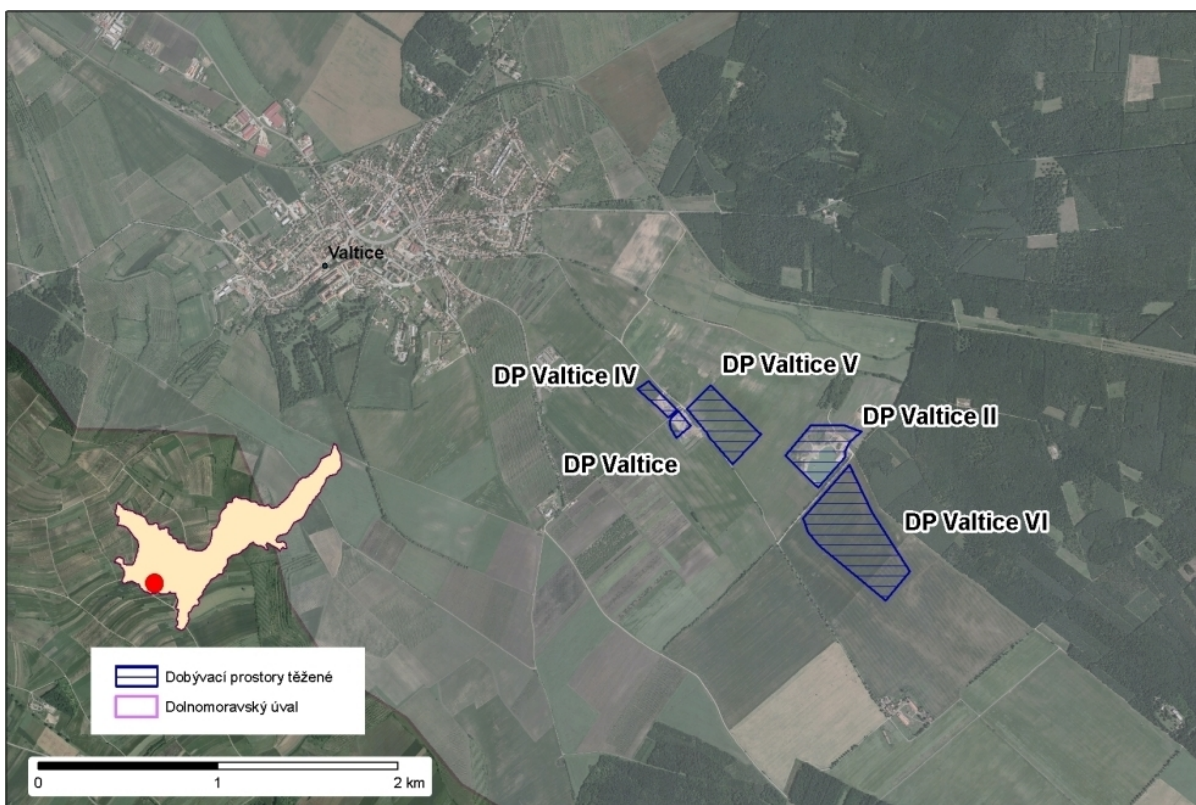 Valtice
DP Valtice IV
DP Valtice V
DP Valtice II
DP Valtice
DP Valtice VI
Dobývací prostory těžené
Dolnomoravský úval
0 1 2 km